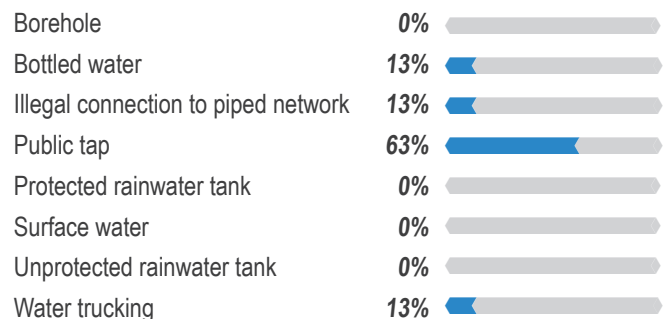 Borehole 0%
Bottled water 13%
Illegal connection to piped network 13%
Public tap 63%
Protected rainwater tank 0%
Surface water 0%
Unprotected rainwater tank 0%
Water trucking 13%